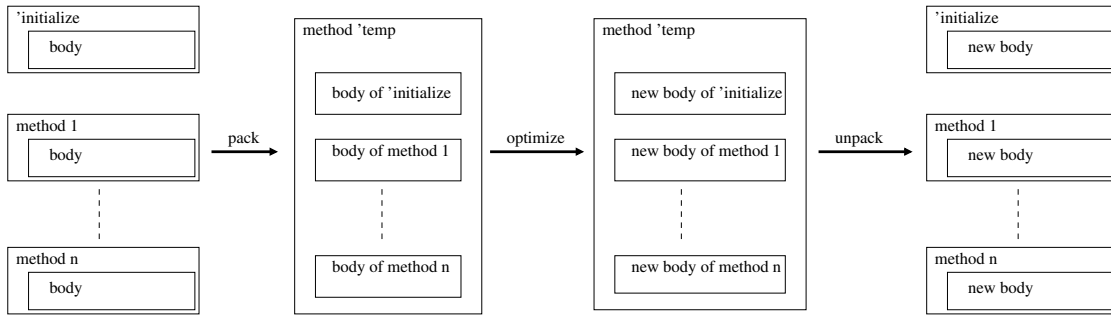 ’initialize
body
method 1
body
method n
body
pack
method ’temp
body of ’initialize
body of method 1
body of method n
optimize
method ’temp
new body of ’initialize
new body of method 1
new body of method n
unpack
’initialize
new body
method 1
new body
method n
new body